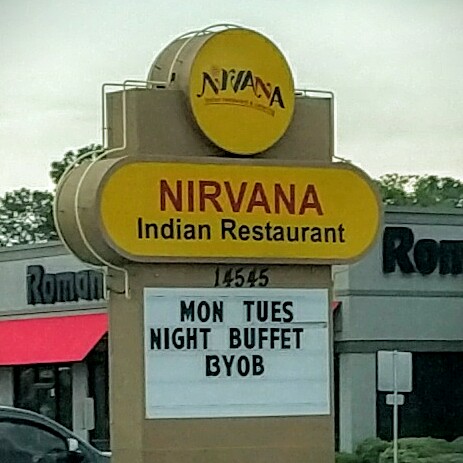 NIRVANA
NIRVANA
Indian Restaurant
14545
MON TUES
NIGHT BUFFET
BYOB
Roman
Rom